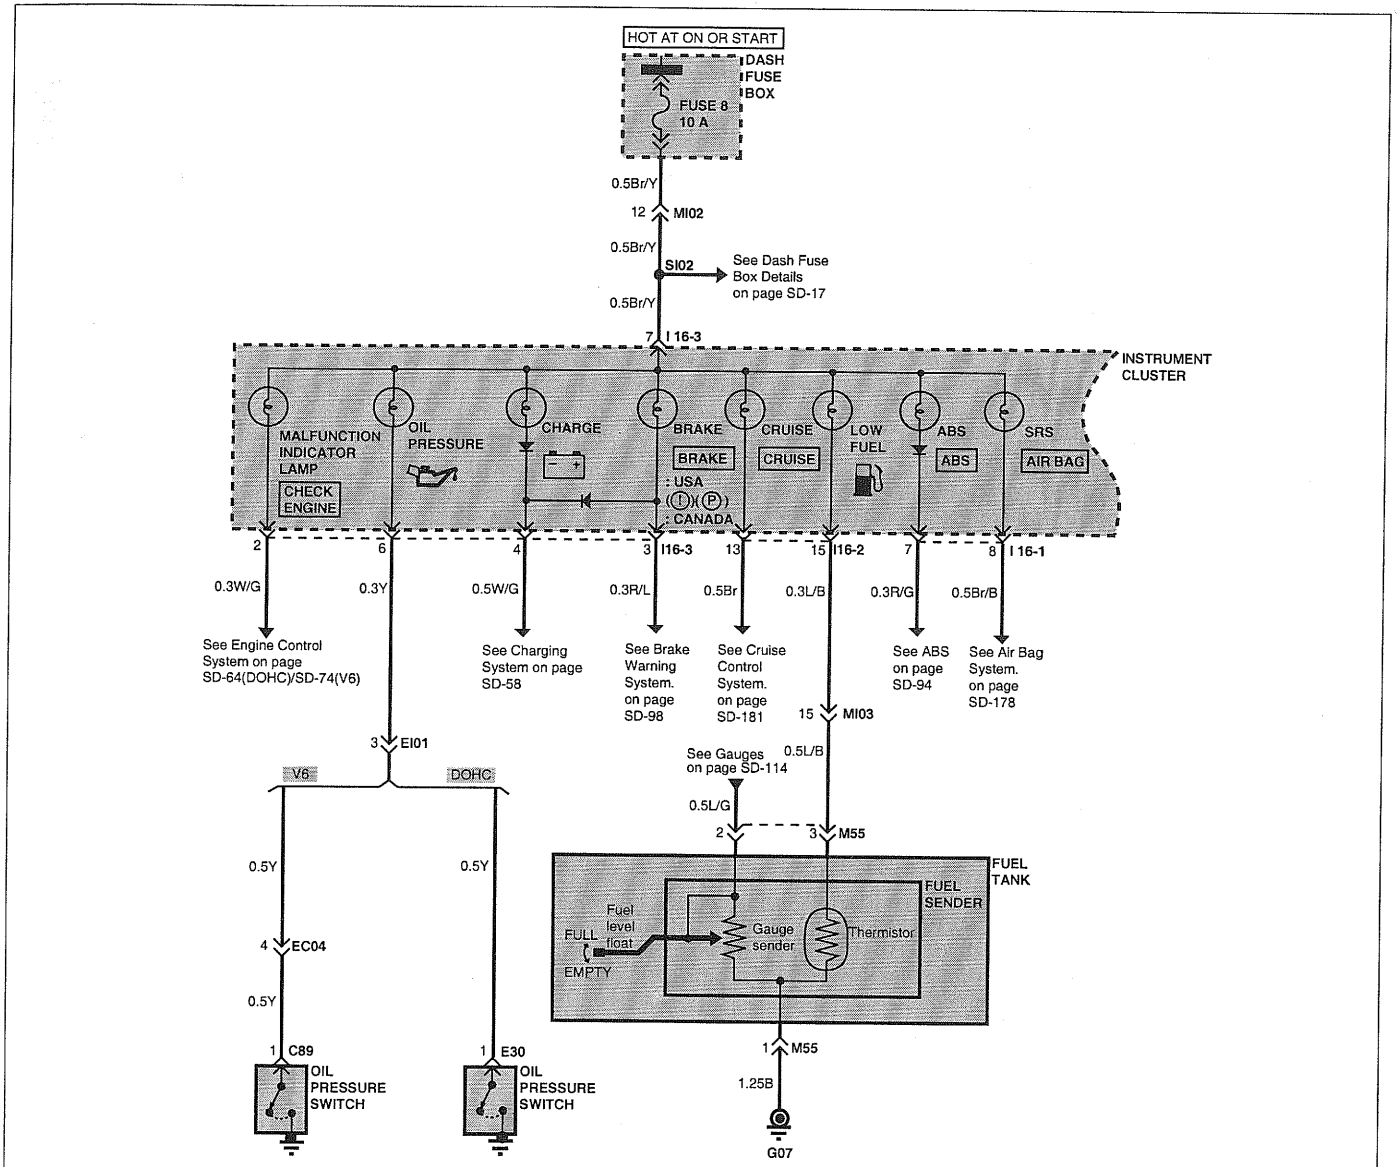 HOT AT ON OR START
DASH
FUSE
BOX
FUSE 8
10 A
0.5Br/Y
12 MI02
0.5Br/Y
SI02
See Dash Fuse
Box Details
on page SD-17
0.5Br/Y
7 I 16-3
INSTRUMENT
CLUSTER
MALFUNCTION
INDICATOR
LAMP
CHECK
ENGINE
OIL
PRESSURE
CHARGE
- +
BRAKE
BRAKE
: USA
(!)(P)
: CANADA
CRUISE
CRUISE
LOW
FUEL
ABS
ABS
SRS
AIR BAG
2 6 4 3 I16-3 13 15 I16-2 7 8 I 16-1
0.3W/G 0.3Y 0.5W/G 0.3R/L 0.5Br 0.3L/B 0.3R/G 0.5Br/B
See Engine Control
System on page
SD-64(DOHC)/SD-74(V6)
See Charging
System on page
SD-58
See Brake
Warning
System.
on page
SD-98
See Cruise
Control
System.
on page
SD-181
See ABS
on page
SD-94
See Air Bag
System.
on page
SD-178
15 MI03
3 EI01
0.5L/B
See Gauges
on page SD-114
V6
DOHC
0.5L/G
2 3 M55
0.5Y
0.5Y
FUEL
TANK
FUEL
SENDER
Fuel
level
float
FULL
EMPTY
Gauge
sender
Thermistor
4 EC04
0.5Y
1 C89
OIL
PRESSURE
SWITCH
1 E30
OIL
PRESSURE
SWITCH
1 M55
1.25B
G07